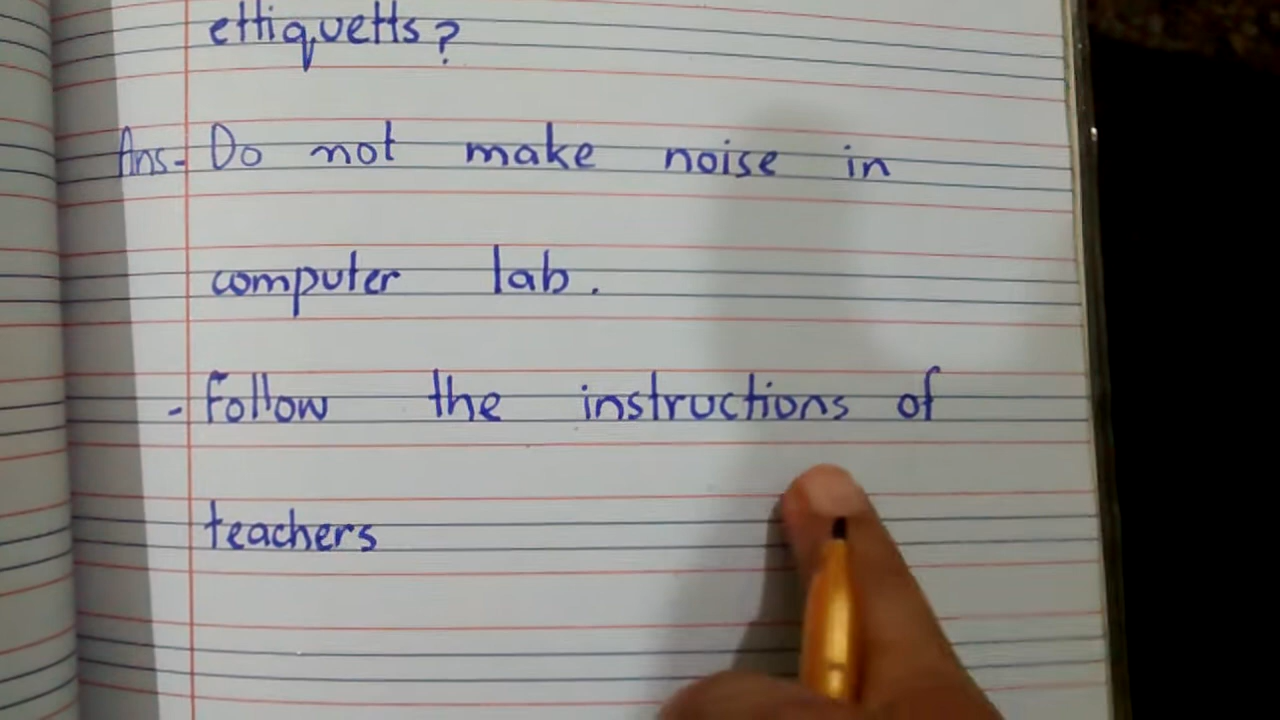 ettiquetts?
Ans- Do not make noise in
computer lab.
- Follow the instructions of
teachers